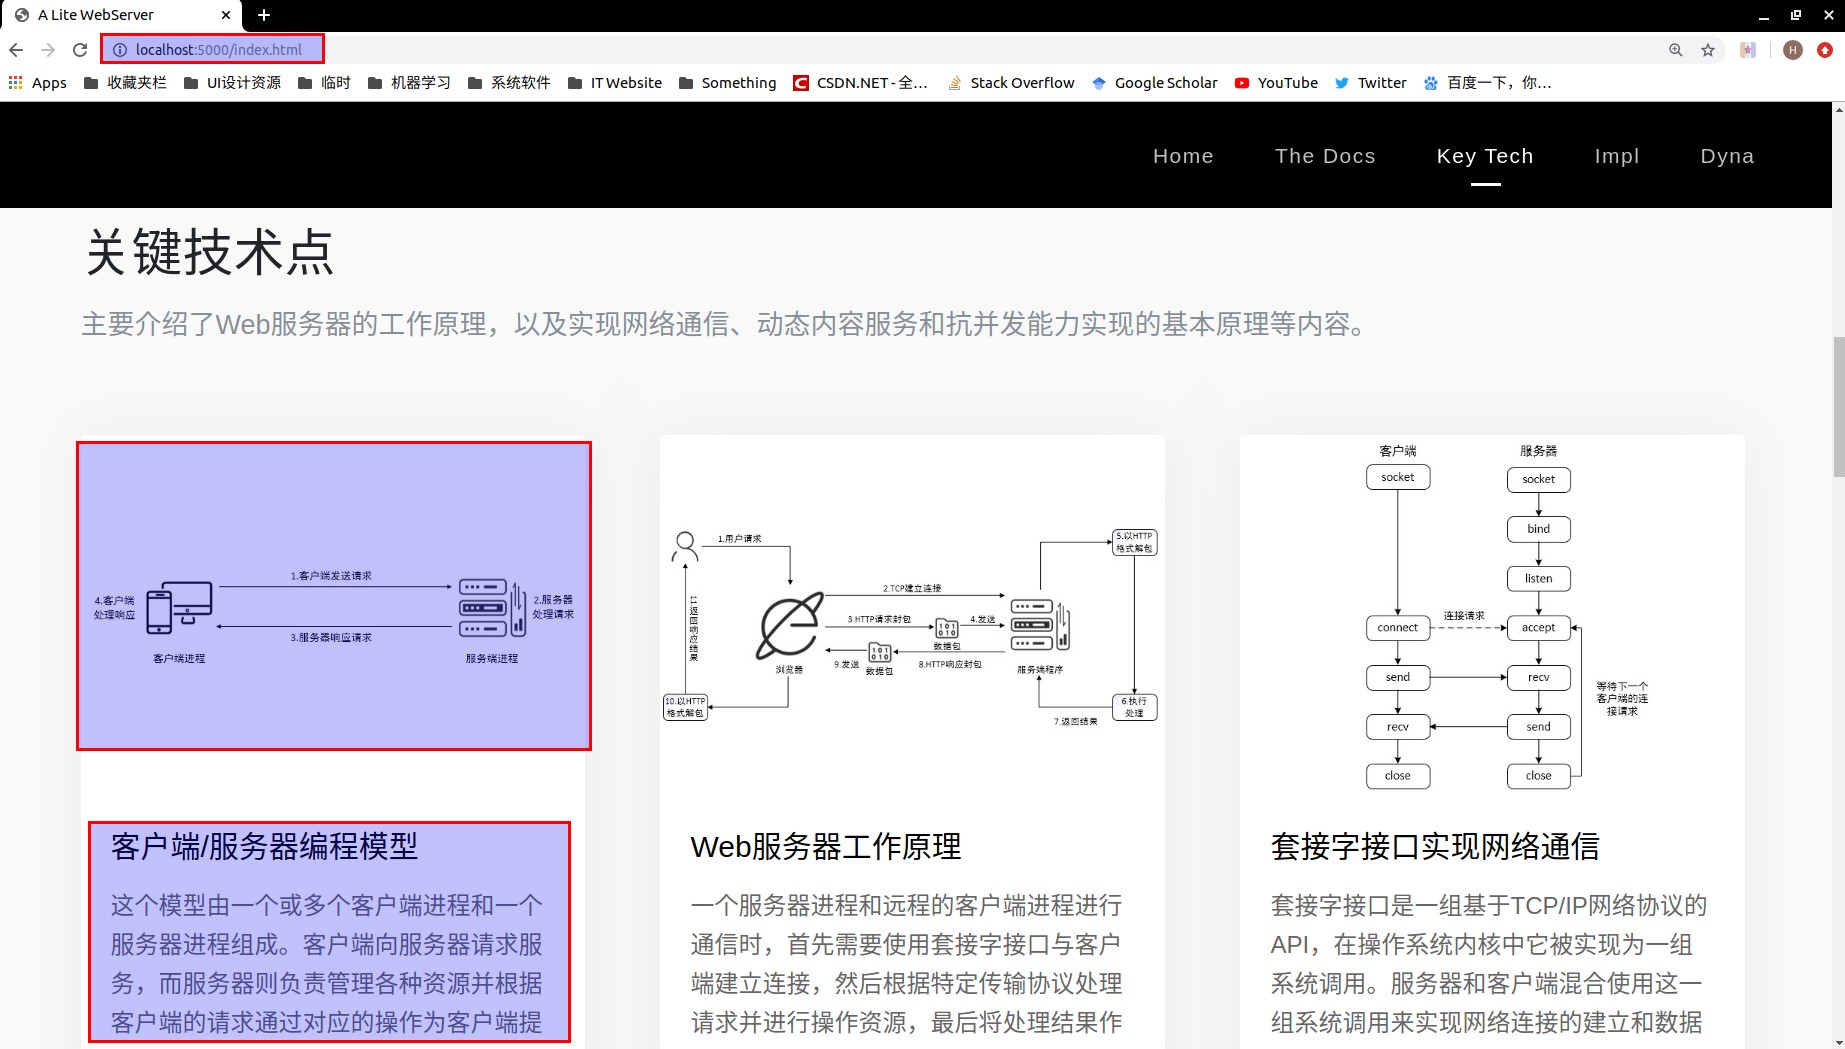 A Lite WebServer
localhost:5000/index.html
H
Apps 收藏夹栏 UI设计资源 临时 机器学习 系统软件 IT Website Something CSDN.NET - 全... Stack Overflow Google Scholar YouTube Twitter 百度一下，你...
Home The Docs Key Tech Impl Dyna
关键技术点
主要介绍了Web服务器的工作原理，以及实现网络通信、动态内容服务和抗并发能力实现的基本原理等内容。
1.客户端发送请求
4.客户端
处理响应
2.服务器
处理请求
3.服务器响应请求
客户端进程
服务端进程
客户端/服务器编程模型
这个模型由一个或多个客户端进程和一个
服务器进程组成。客户端向服务器请求服
务，而服务器则负责管理各种资源并根据
客户端的请求通过对应的操作为客户端提
1.用户请求
5.以HTTP
格式解包
2.TCP建立连接
3.HTTP请求封包
101
010
4.发送
数据包
11.返回响应结果
9.发送
101
010
数据包
8.HTTP响应封包
浏览器
服务端程序
10.以HTTP
格式解包
6.执行
处理
7.返回结果
Web服务器工作原理
一个服务器进程和远程的客户端进程进行
通信时，首先需要使用套接字接口与客户
端建立连接，然后根据特定传输协议处理
请求并进行操作资源，最后将处理结果作
客户端 服务器
socket socket
bind
listen
连接请求
connect accept
send recv
等待下一个
客户端的连
接请求
recv send
close close
套接字接口实现网络通信
套接字接口是一组基于TCP/IP网络协议的
API，在操作系统内核中它被实现为一组
系统调用。服务器和客户端混合使用这一
组系统调用来实现网络连接的建立和数据